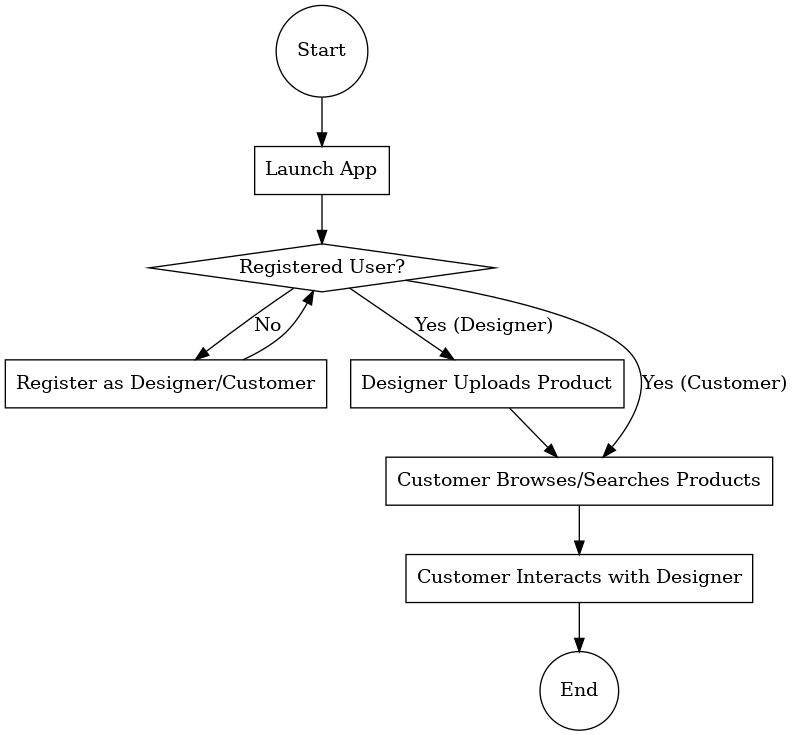 Start
Launch App
Registered User?
No
Yes (Designer)
Register as Designer/Customer
Designer Uploads Product
Yes (Customer)
Customer Browses/Searches Products
Customer Interacts with Designer
End